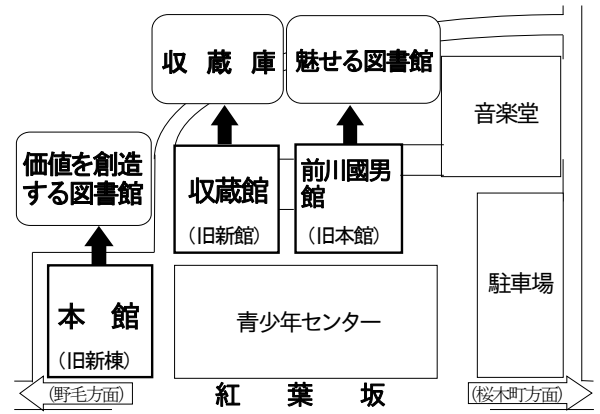 収 蔵 庫
魅せる図書館
音楽堂
価値を創造
する図書館
収蔵館
(旧新館)
前川國男
館
(旧本館)
駐車場
本 館
(旧新棟)
青少年センター
(野毛方面)
紅 葉 坂
(桜木町方面)